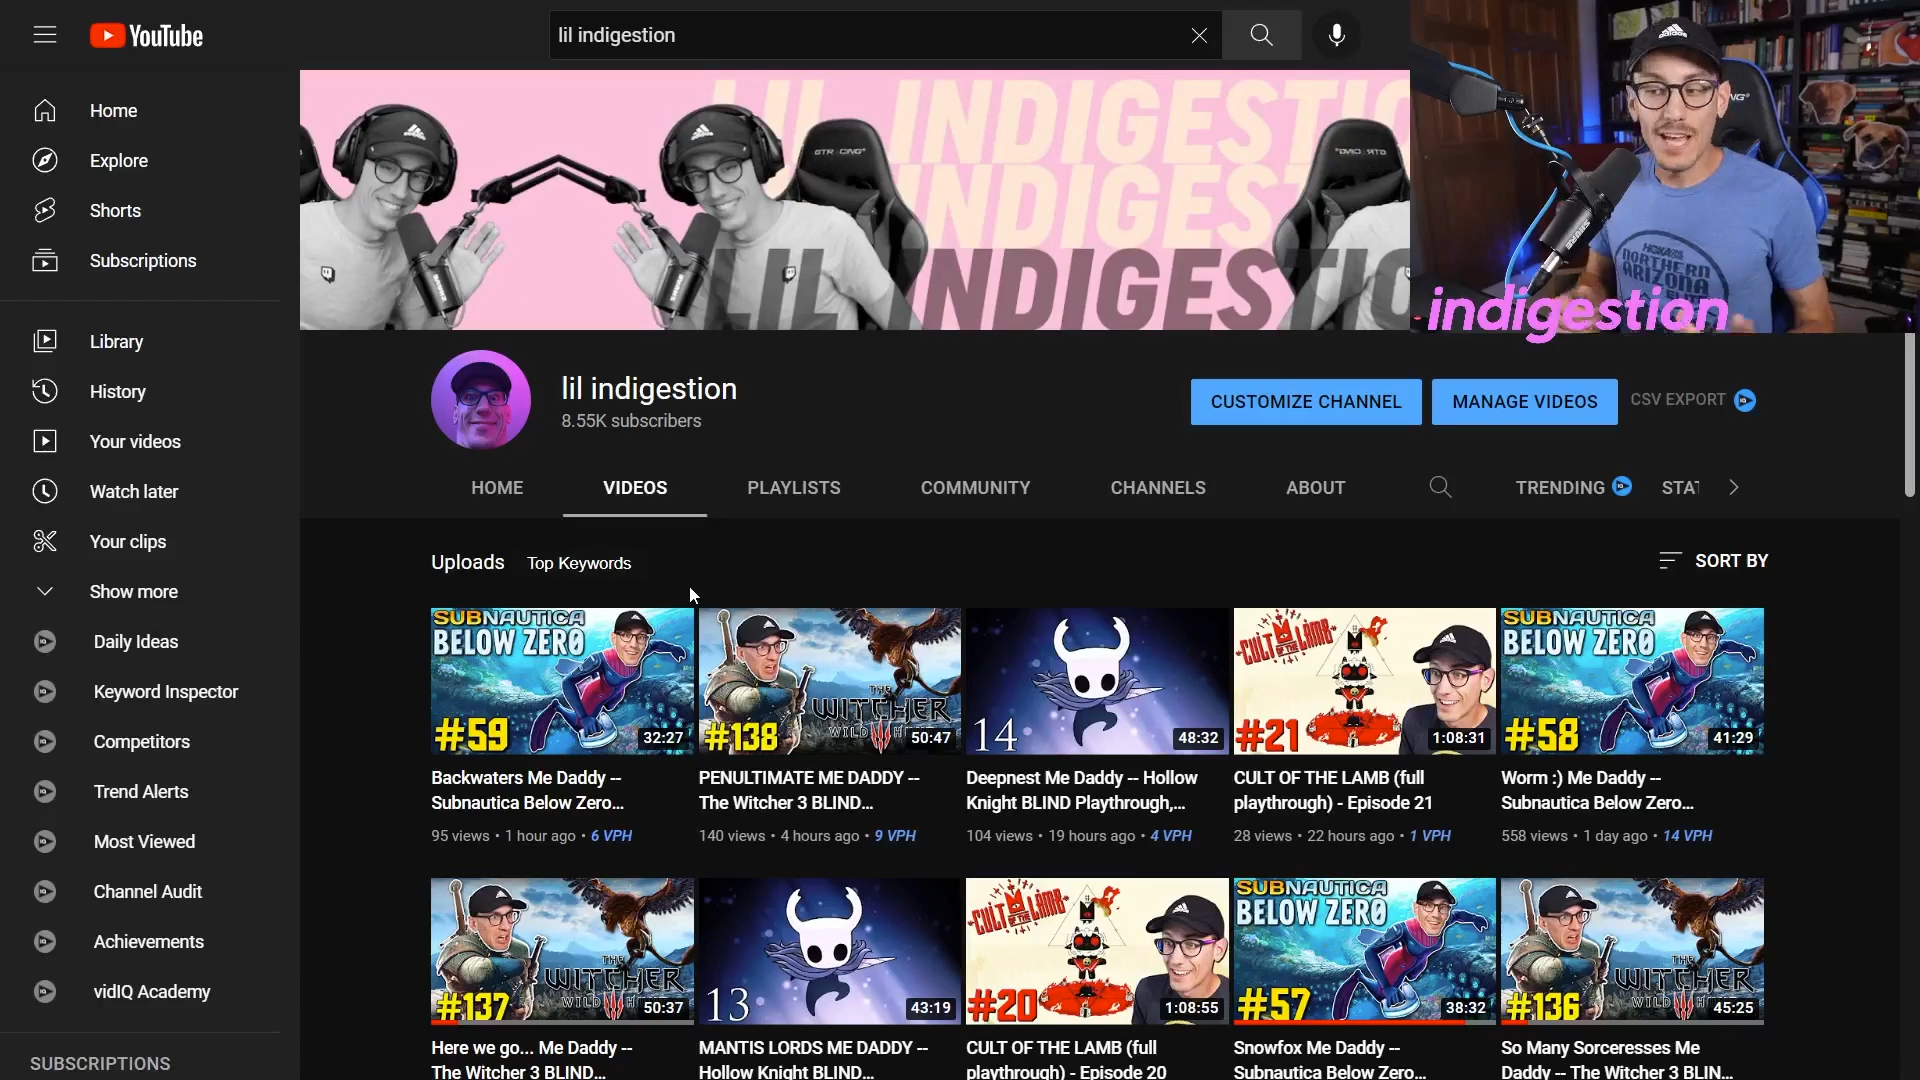 YouTube
lil indigestion
Home
Explore
Shorts
Subscriptions
Library
History
Your videos
Watch later
Your clips
Show more
Daily Ideas
Keyword Inspector
Competitors
Trend Alerts
Most Viewed
Channel Audit
Achievements
vidIQ Academy
SUBSCRIPTIONS
LIL INDIGESTIO
INDIGES
LIL INDIGESTIO
GTRACING
NORTHERN
ARIZONA
indigestion
lil indigestion
8.55K subscribers
CUSTOMIZE CHANNEL
MANAGE VIDEOS
CSV EXPORT
HOME
VIDEOS
PLAYLISTS
COMMUNITY
CHANNELS
ABOUT
TRENDING
STAT
Uploads
Top Keywords
SORT BY
SUBNAUTICA
BELOW ZERO
#59
32:27
Backwaters Me Daddy --
Subnautica Below Zero...
95 views • 1 hour ago • 6 VPH
THE
WITCHER
WILD HUNT
#138
50:47
PENULTIMATE ME DADDY --
The Witcher 3 BLIND...
140 views • 4 hours ago • 9 VPH
14
48:32
Deepnest Me Daddy -- Hollow
Knight BLIND Playthrough,...
104 views • 19 hours ago • 4 VPH
CULT OF THE LAMB
#21
1:08:31
CULT OF THE LAMB (full
playthrough) - Episode 21
28 views • 22 hours ago • 1 VPH
SUBNAUTICA
BELOW ZERO
#58
41:29
Worm :) Me Daddy --
Subnautica Below Zero...
558 views • 1 day ago • 14 VPH
THE
WITCHER
WILD H
#137
50:37
Here we go... Me Daddy --
The Witcher 3 BLIND...
13
43:19
MANTIS LORDS ME DADDY --
Hollow Knight BLIND...
CULT OF THE LAMB
#20
1:08:55
CULT OF THE LAMB (full
playthrough) - Episode 20
SUBNAUTICA
BELOW ZERO
#57
38:32
Snowfox Me Daddy --
Subnautica Below Zero...
THE
WITCHER
WILD H
#136
45:25
So Many Sorceresses Me
Daddy -- The Witcher 3 BLIN...